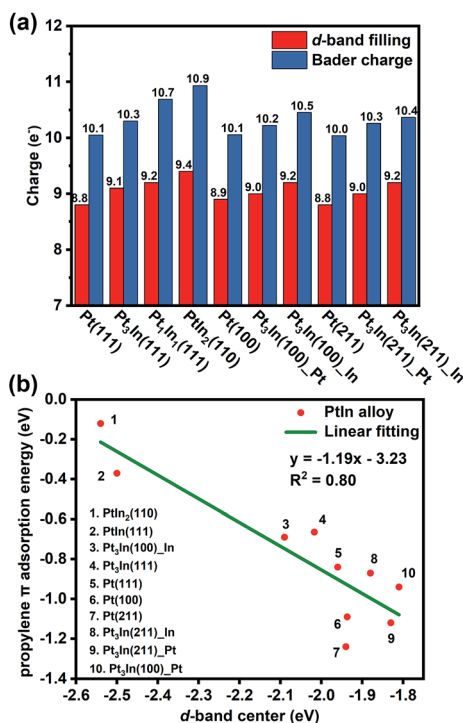 (a)
12
11
10
9
8
7
Charge (e⁻)
d-band filling
Bader charge
8.8
10.1
9.1
10.3
9.2
10.7
9.4
10.9
8.9
10.1
9.0
10.2
9.2
10.5
8.8
10.0
9.0
10.3
9.2
10.4
Pt(111)
Pt₃In(111)
Pt₁In₁(111)
PtIn₂(110)
Pt(100)
Pt₃In(100)_Pt
Pt₃In(100)_In
Pt(211)
Pt₃In(211)_Pt
Pt₃In(211)_In
(b)
0.0
-0.2
-0.4
-0.6
-0.8
-1.0
-1.2
-1.4
propylene π adsorption energy (eV)
PtIn alloy
Linear fitting
y = -1.19x - 3.23
R² = 0.80
1
2
3
4
5
6
7
8
9
10
1. PtIn₂(110)
2. PtIn(111)
3. Pt₃In(100)_In
4. Pt₃In(111)
5. Pt(111)
6. Pt(100)
7. Pt(211)
8. Pt₃In(211)_In
9. Pt₃In(211)_Pt
10. Pt₃In(100)_Pt
-2.6 -2.5 -2.4 -2.3 -2.2 -2.1 -2.0 -1.9 -1.8
d-band center (eV)